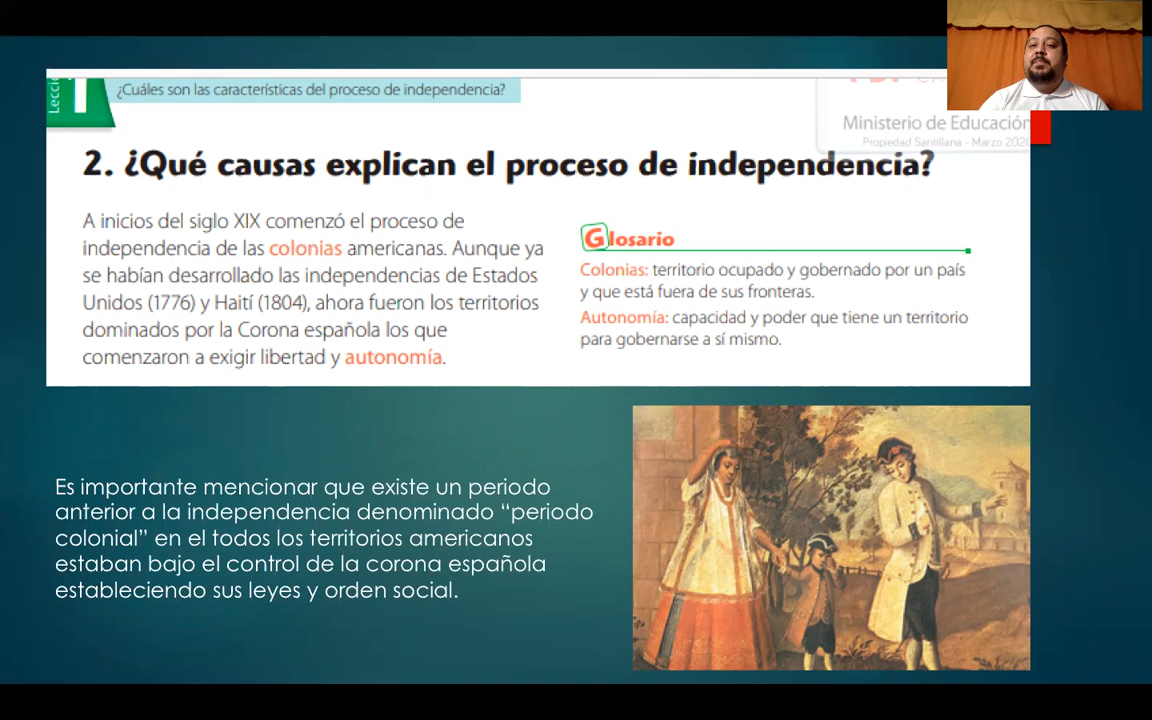 Lecci
1
¿Cuáles son las características del proceso de independencia?
Ministerio de Educación
Propiedad Santillana - Marzo 2020
2. ¿Qué causas explican el proceso de independencia?
A inicios del siglo XIX comenzó el proceso de
independencia de las colonias americanas. Aunque ya
se habían desarrollado las independencias de Estados
Unidos (1776) y Haití (1804), ahora fueron los territorios
dominados por la Corona española los que
comenzaron a exigir libertad y autonomía.
Glosario
Colonias: territorio ocupado y gobernado por un país
y que está fuera de sus fronteras.
Autonomía: capacidad y poder que tiene un territorio
para gobernarse a sí mismo.
Es importante mencionar que existe un periodo
anterior a la independencia denominado “periodo
colonial” en el todos los territorios americanos
estaban bajo el control de la corona española
estableciendo sus leyes y orden social.